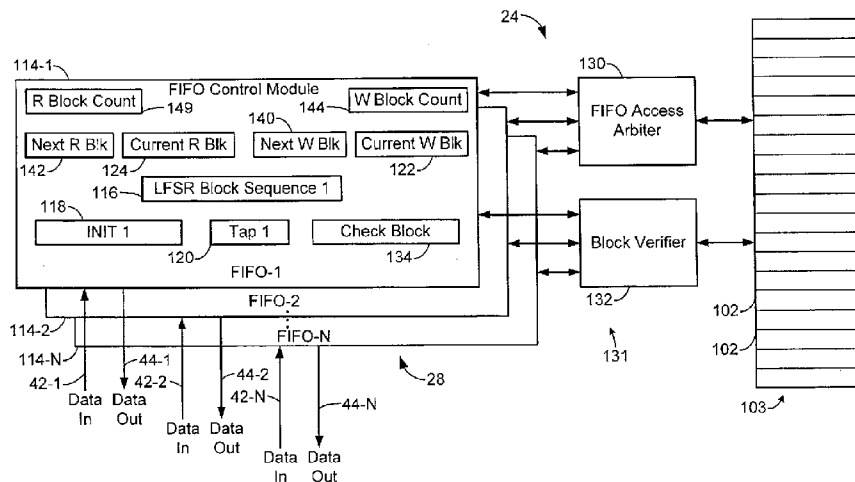 24
114-1
FIFO Control Module
R Block Count
149
144
W Block Count
140
Next R Blk
Current R Blk
Next W Blk
Current W Blk
142
124
122
116
LFSR Block Sequence 1
118
INIT 1
Tap 1
Check Block
120
134
FIFO-1
FIFO-2
FIFO-N
114-2
114-N
130
FIFO Access
Arbiter
Block Verifier
132
131
102
102
103
28
42-1
44-1
42-2
44-2
42-N
44-N
Data
In
Data
Out
Data
In
Data
Out
Data
In
Data
Out